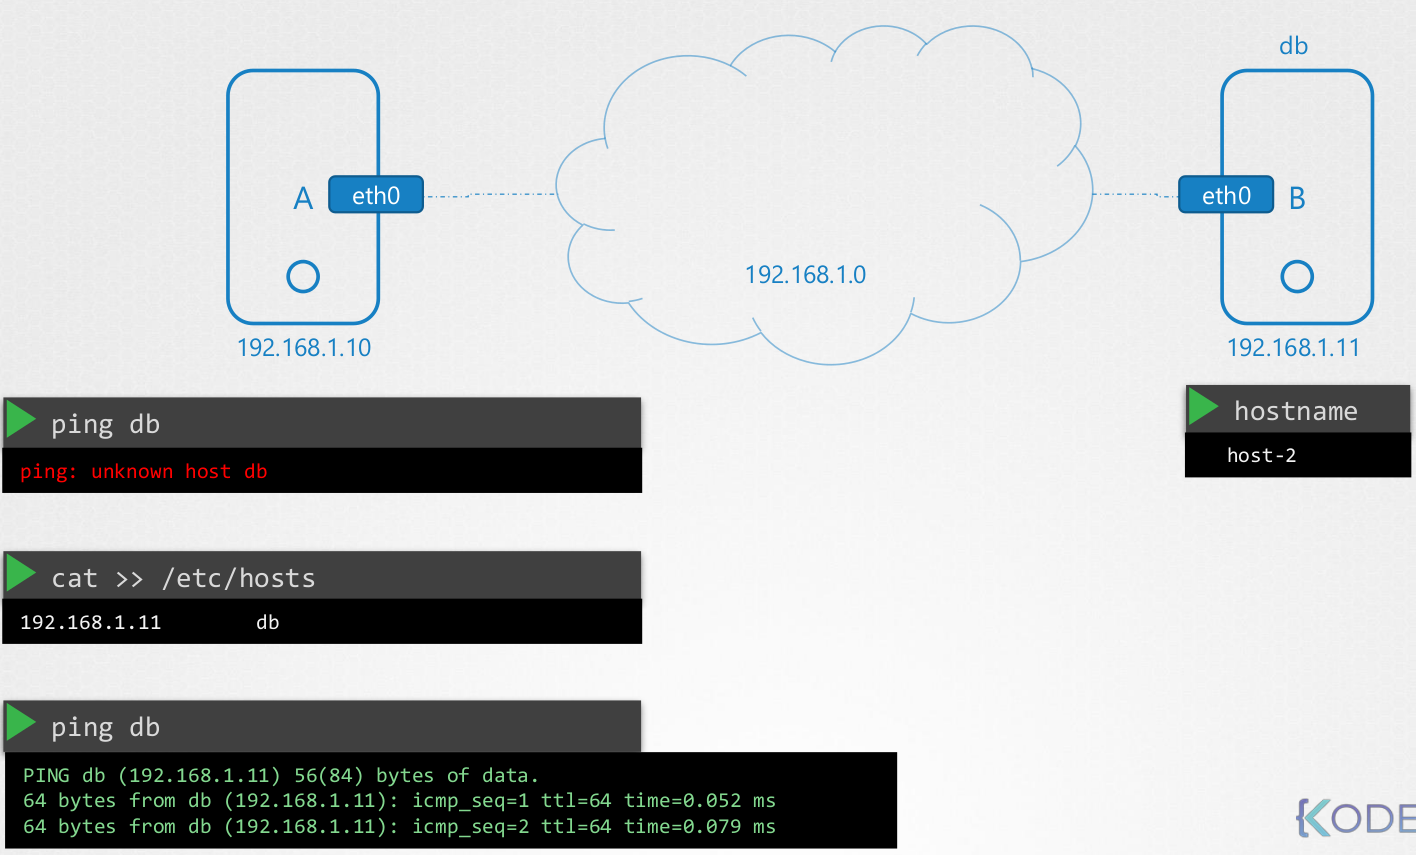 db
A
eth0
eth0
B
192.168.1.0
192.168.1.10
192.168.1.11
ping db
ping: unknown host db
hostname
host-2
cat >> /etc/hosts
192.168.1.11 db
ping db
PING db (192.168.1.11) 56(84) bytes of data.
64 bytes from db (192.168.1.11): icmp_seq=1 ttl=64 time=0.052 ms
64 bytes from db (192.168.1.11): icmp_seq=2 ttl=64 time=0.079 ms
{KODE